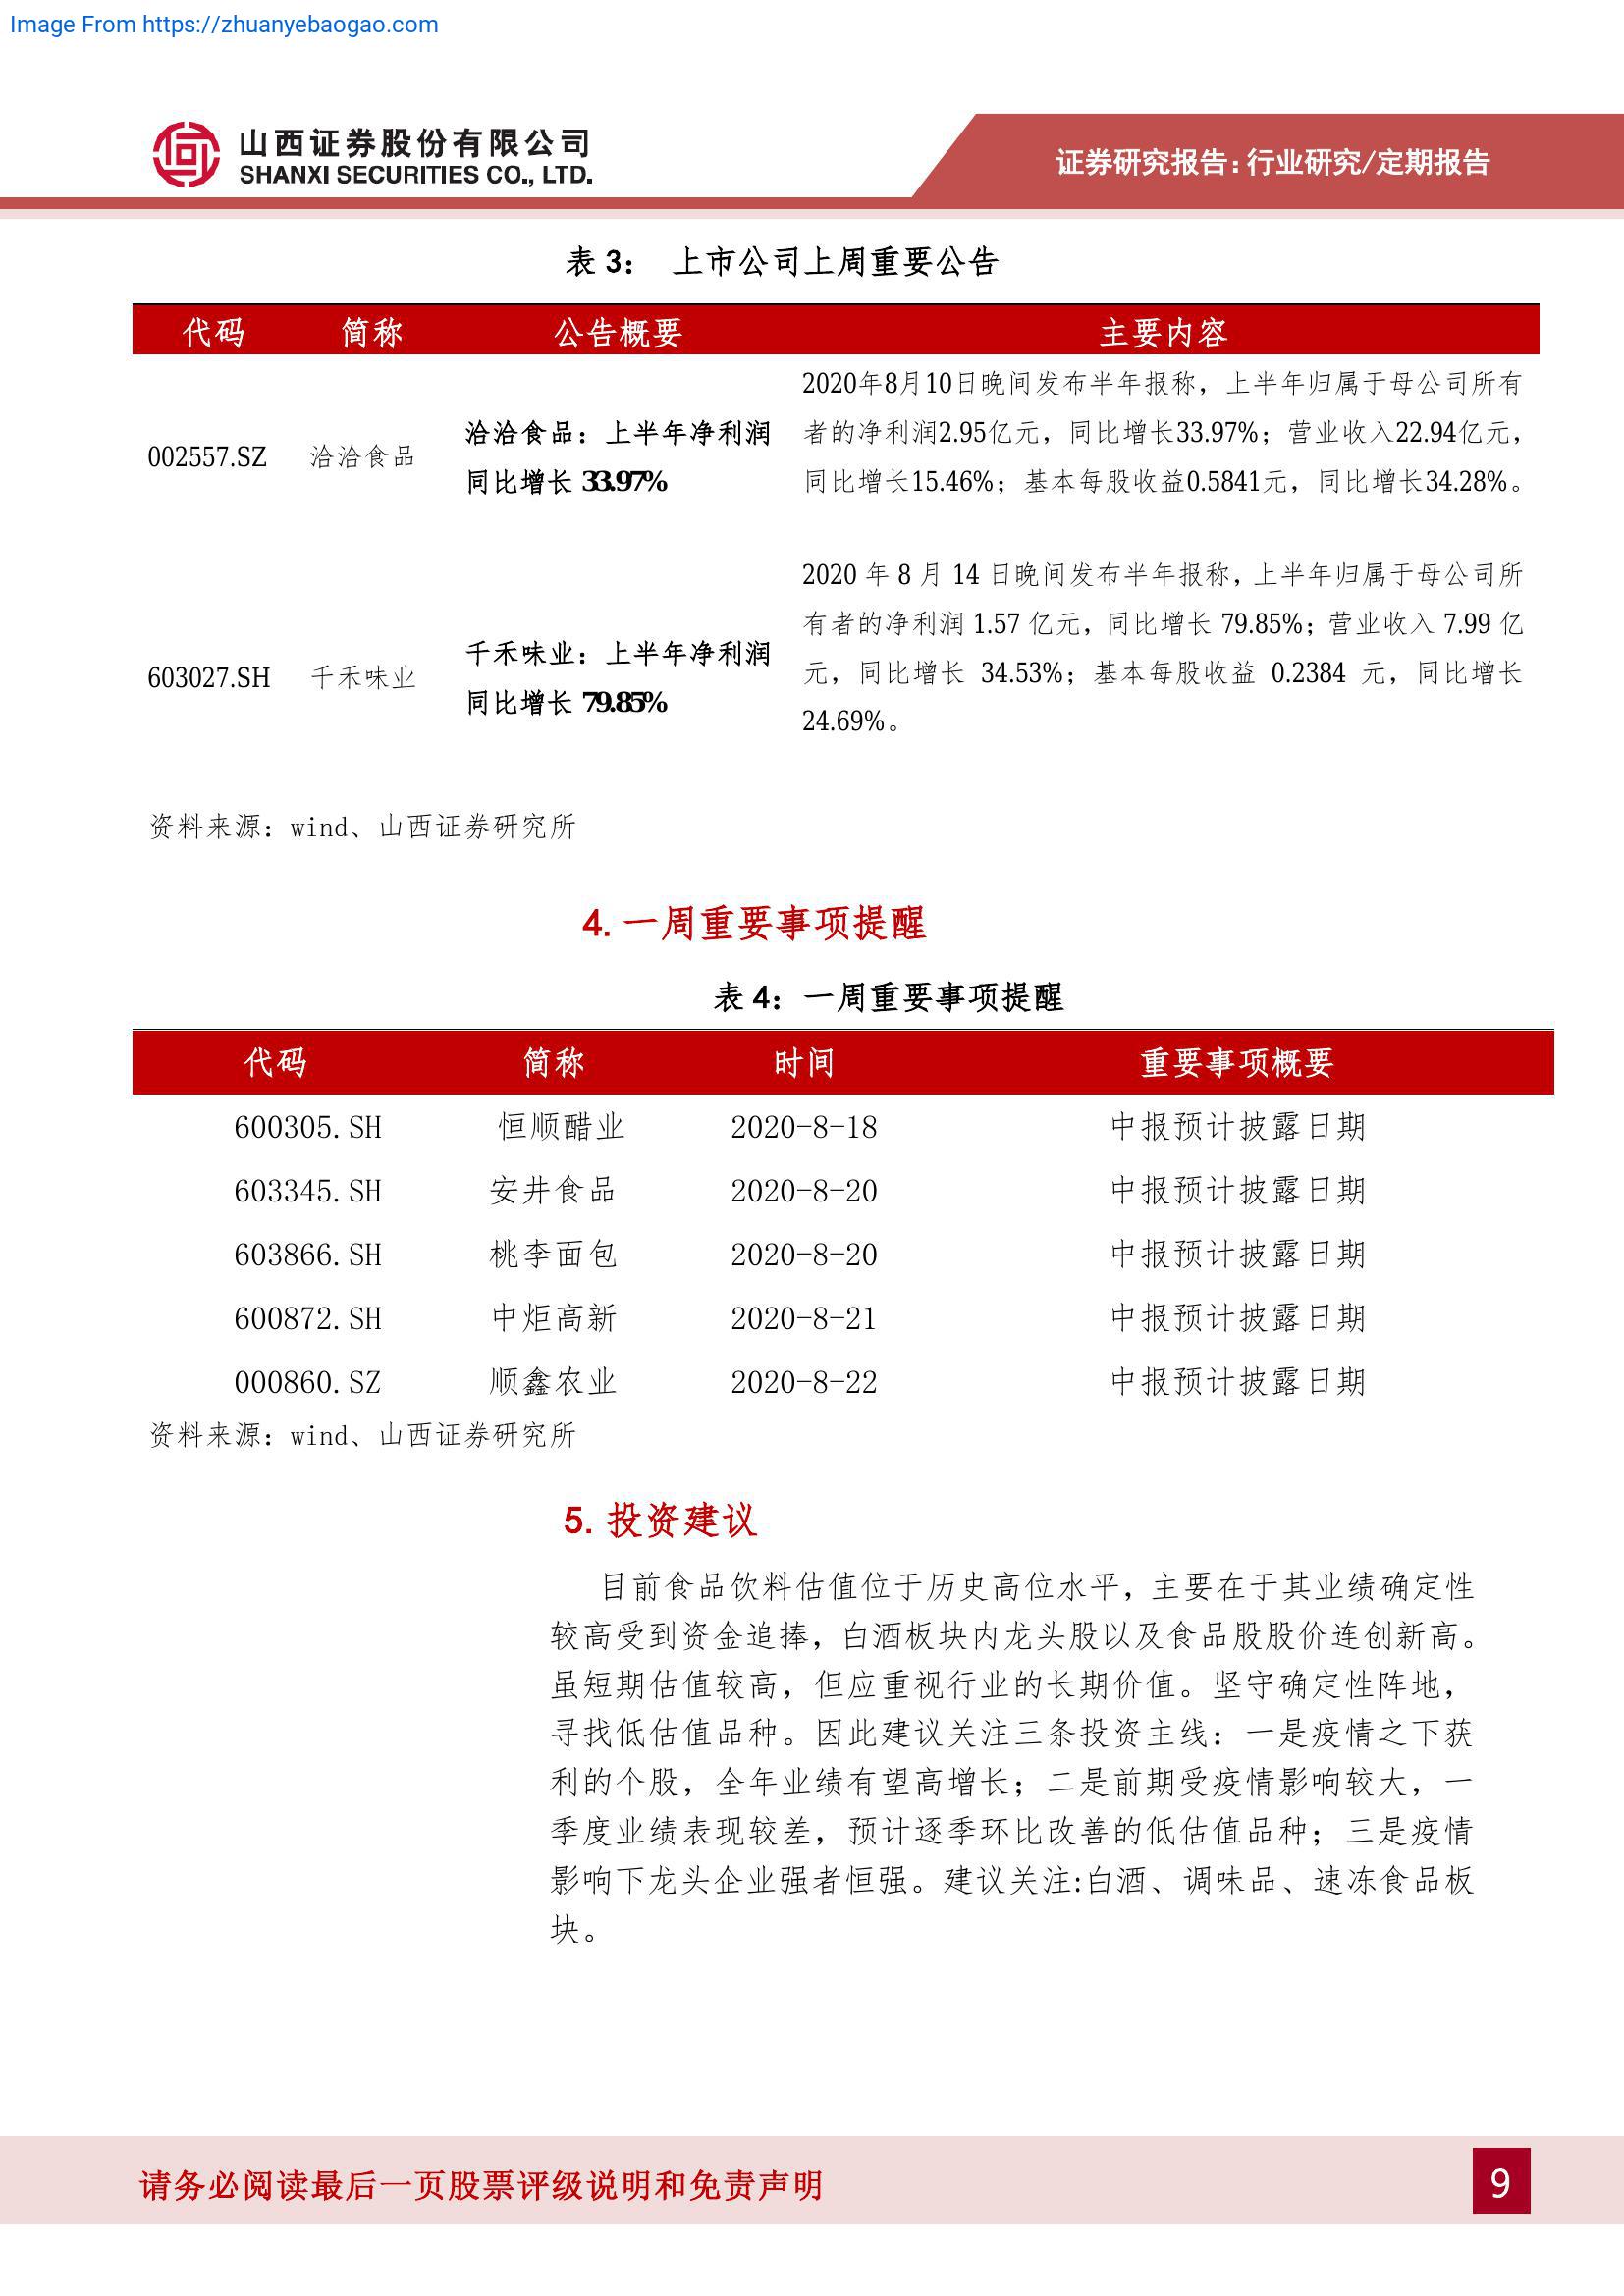 Image From https://zhuanyebaogao.com
山西证券股份有限公司
SHANXI SECURITIES CO., LTD.
证券研究报告：行业研究/定期报告
表 3： 上市公司上周重要公告
代码 简称 公告概要 主要内容
002557.SZ 洽洽食品
洽洽食品：上半年净利润
同比增长 33.97%
2020年8月10日晚间发布半年报称，上半年归属于母公司所有
者的净利润2.95亿元，同比增长33.97%；营业收入22.94亿元，
同比增长15.46%；基本每股收益0.5841元，同比增长34.28%。
603027.SH 千禾味业
千禾味业：上半年净利润
同比增长 79.85%
2020 年 8 月 14 日晚间发布半年报称，上半年归属于母公司所
有者的净利润 1.57 亿元，同比增长 79.85%；营业收入 7.99 亿
元，同比增长 34.53%；基本每股收益 0.2384 元，同比增长
24.69%。
资料来源：wind、山西证券研究所
4. 一周重要事项提醒
表 4：一周重要事项提醒
代码 简称 时间 重要事项概要
600305.SH 恒顺醋业 2020-8-18 中报预计披露日期
603345.SH 安井食品 2020-8-20 中报预计披露日期
603866.SH 桃李面包 2020-8-20 中报预计披露日期
600872.SH 中炬高新 2020-8-21 中报预计披露日期
000860.SZ 顺鑫农业 2020-8-22 中报预计披露日期
资料来源：wind、山西证券研究所
5. 投资建议
目前食品饮料估值位于历史高位水平，主要在于其业绩确定性
较高受到资金追捧，白酒板块内龙头股以及食品股股价连创新高。
虽短期估值较高，但应重视行业的长期价值。坚守确定性阵地，
寻找低估值品种。因此建议关注三条投资主线：一是疫情之下获
利的个股，全年业绩有望高增长；二是前期受疫情影响较大，一
季度业绩表现较差，预计逐季环比改善的低估值品种；三是疫情
影响下龙头企业强者恒强。建议关注:白酒、调味品、速冻食品板
块。
请务必阅读最后一页股票评级说明和免责声明
9